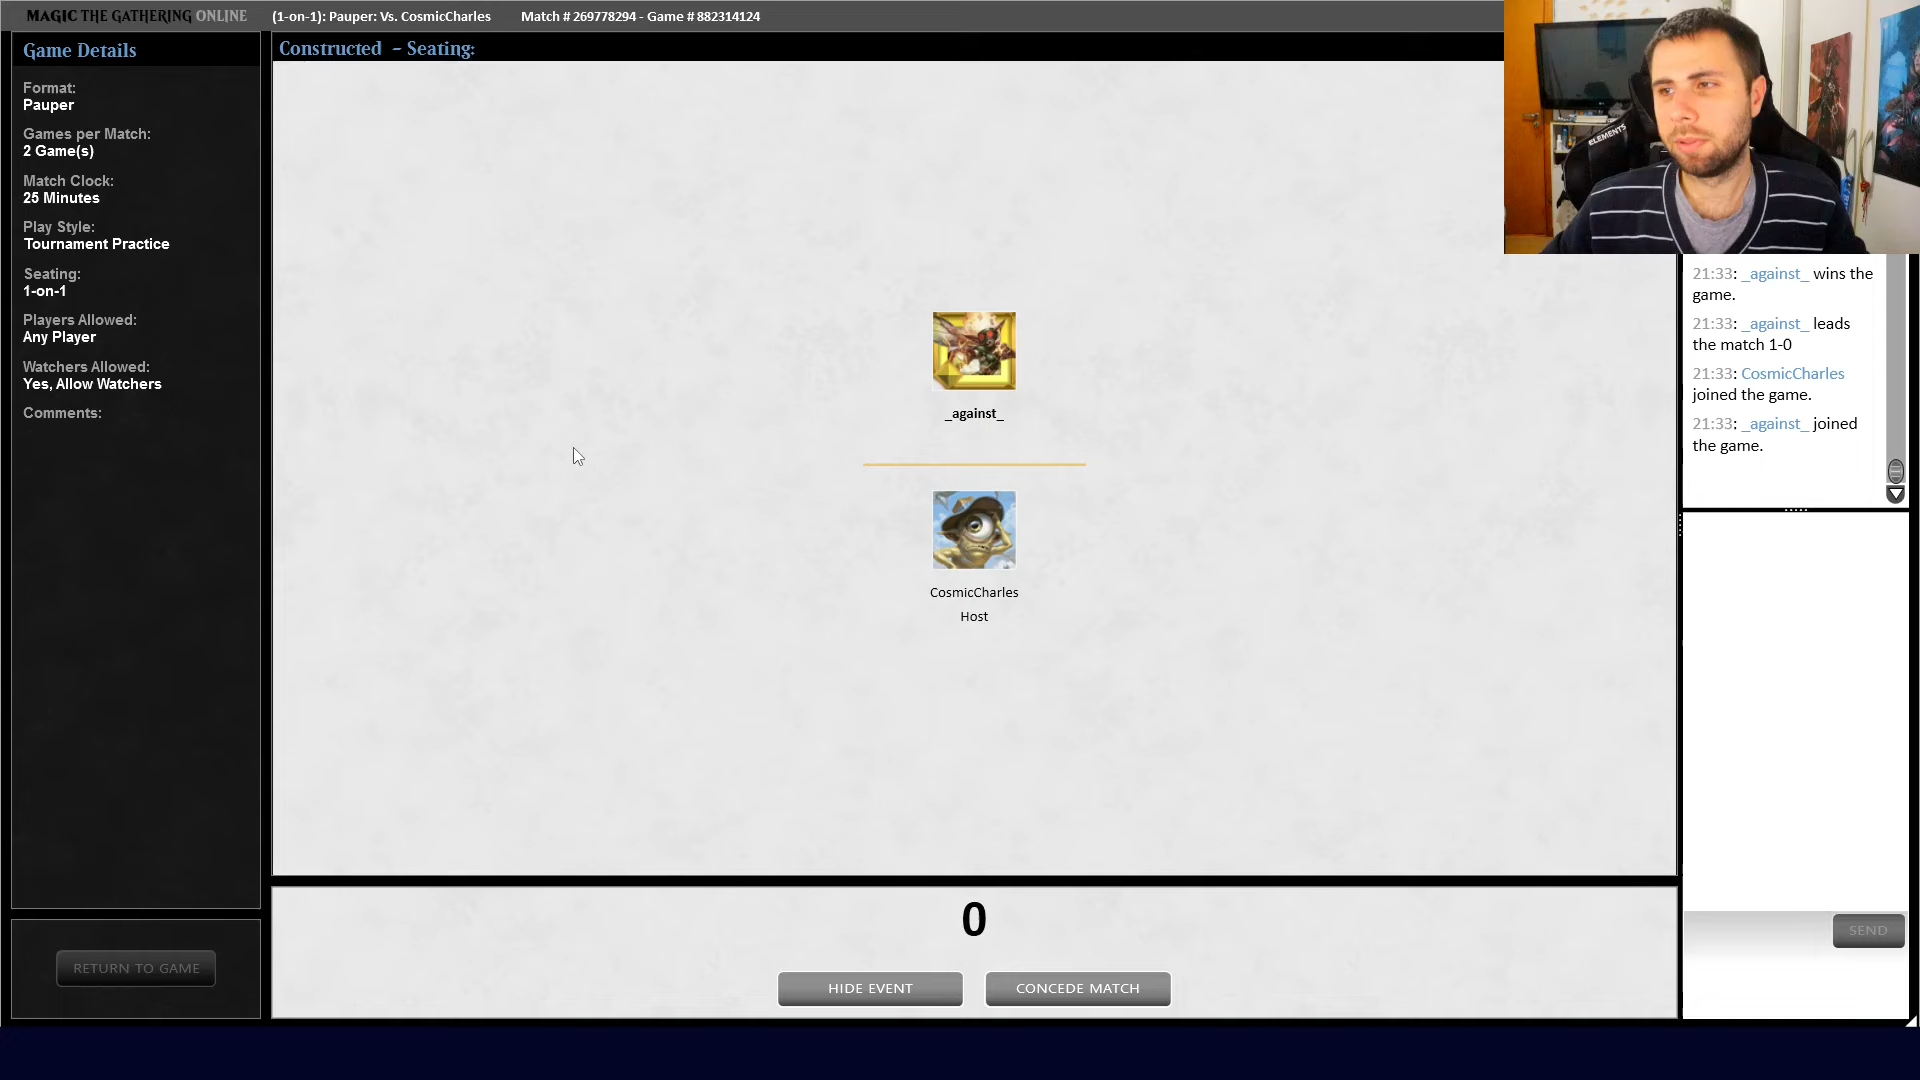 MAGIC THE GATHERING ONLINE
(1-on-1): Pauper: Vs. CosmicCharles
Match # 269778294 - Game # 882314124
Game Details
Format:
Pauper
Games per Match:
2 Game(s)
Match Clock:
25 Minutes
Play Style:
Tournament Practice
Seating:
1-on-1
Players Allowed:
Any Player
Watchers Allowed:
Yes, Allow Watchers
Comments:
RETURN TO GAME
Constructed - Seating:
_against_
CosmicCharles
Host
0
HIDE EVENT
CONCEDE MATCH
ELEMENTS
21:33: _against_ wins the
game.
21:33: _against_ leads
the match 1-0
21:33: CosmicCharles
joined the game.
21:33: _against_ joined
the game.
SEND